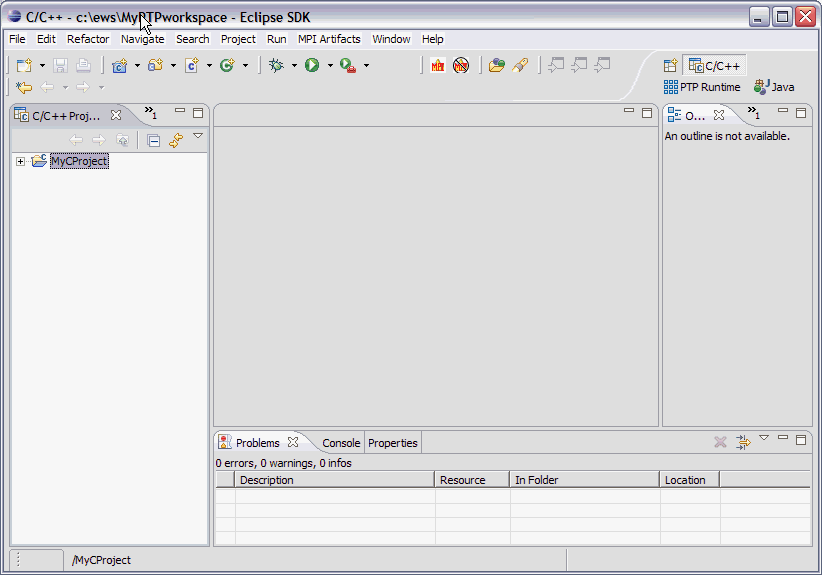 C/C++ - c:\ews\MyPTPworkspace - Eclipse SDK
File Edit Refactor Navigate Search Project Run MPI Artifacts Window Help
MPI C/C++
PTP Runtime Java
C/C++ Proj... »1 O... »1
An outline is not available.
MyCProject
Problems Console Properties
0 errors, 0 warnings, 0 infos
Description Resource In Folder Location
/MyCProject